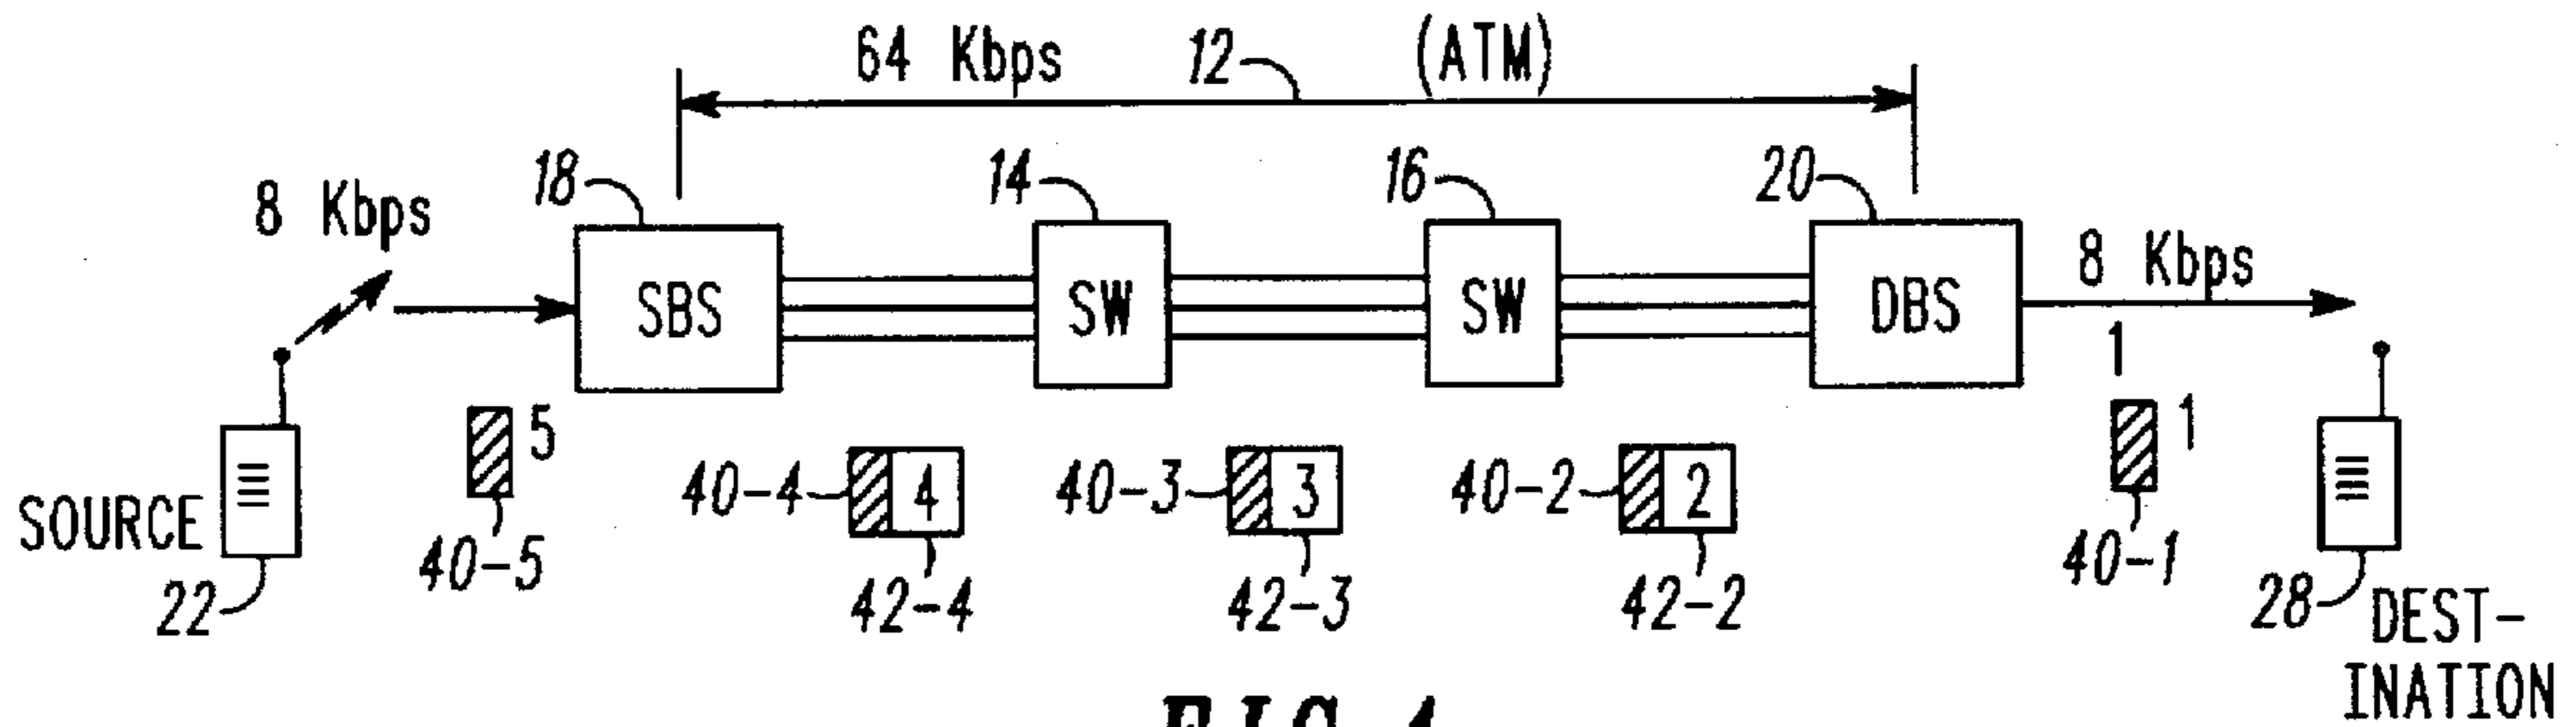 64 Kbps 12 (ATM)
18 14 16 20
8 Kbps
SBS SW SW DBS
8 Kbps
1
5 1
40-4 4 40-3 3 40-2 2
SOURCE 40-5 42-4 42-3 42-2 40-1
22 28 DEST-
INATION